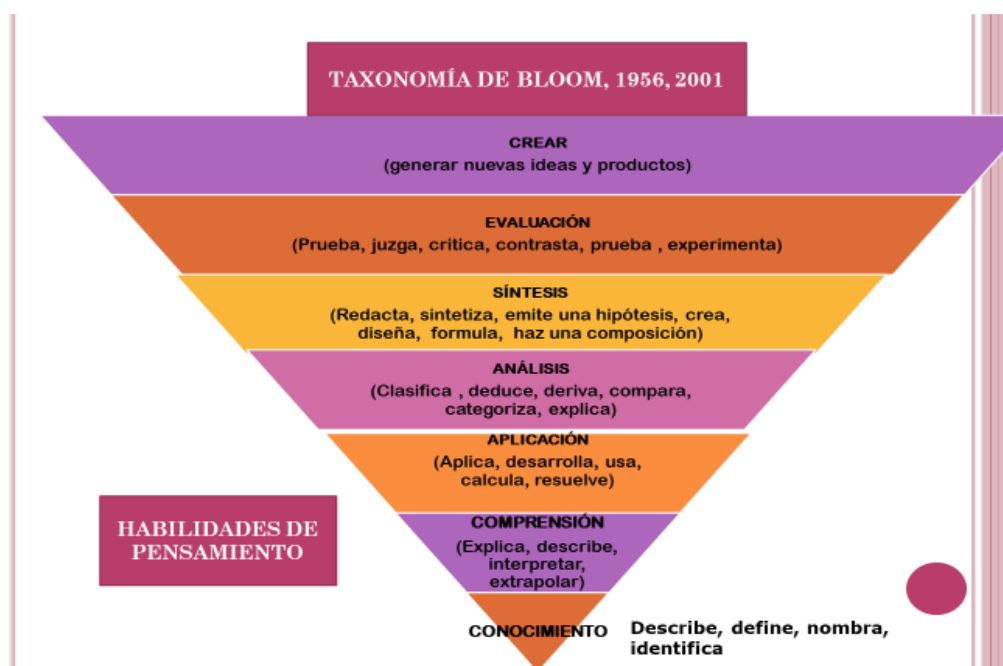 TAXONOMÍA DE BLOOM, 1956, 2001
CREAR
(generar nuevas ideas y productos)
EVALUACIÓN
(Prueba, juzga, critica, contrasta, prueba , experimenta)
SÍNTESIS
(Redacta, sintetiza, emite una hipótesis, crea,
diseña, formula, haz una composición)
ANÁLISIS
(Clasifica , deduce, deriva, compara,
categoriza, explica)
APLICACIÓN
(Aplica, desarrolla, usa,
calcula, resuelve)
HABILIDADES DE
PENSAMIENTO
COMPRENSIÓN
(Explica, describe,
interpretar,
extrapolar)
CONOCIMIENTO
Describe, define, nombra,
identifica